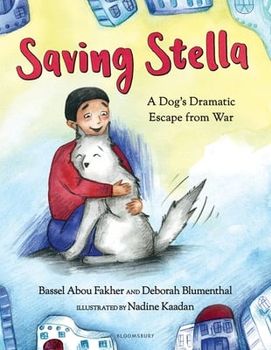 Saving Stella
A Dog's Dramatic
Escape from War
Bassel Abou Fakher AND Deborah Blumenthal
ILLUSTRATED BY Nadine Kaadan
BLOOMSBURY